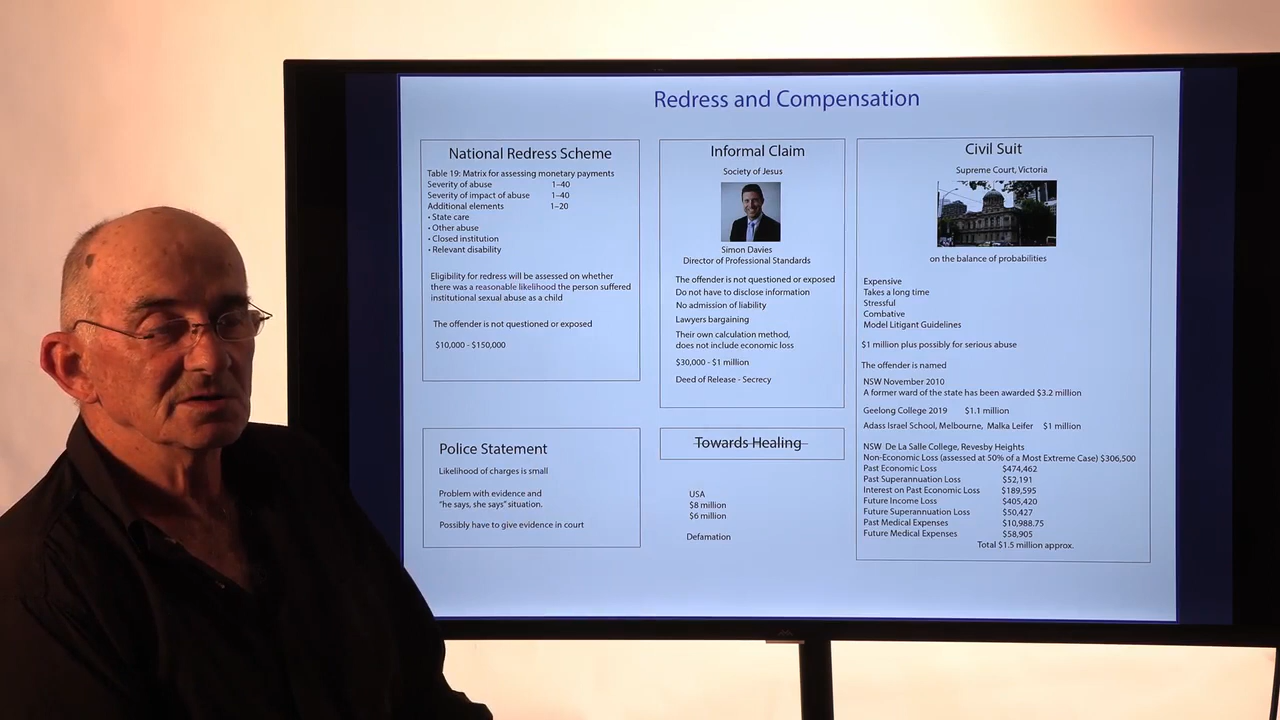 Redress and Compensation
National Redress Scheme
Table 19: Matrix for assessing monetary payments
Severity of abuse 1–40
Severity of impact of abuse 1–40
Additional elements 1–20
• State care
• Other abuse
• Closed institution
• Relevant disability
Eligibility for redress will be assessed on whether
there was a reasonable likelihood the person suffered
institutional sexual abuse as a child
The offender is not questioned or exposed
$10,000 - $150,000
Informal Claim
Society of Jesus
Simon Davies
Director of Professional Standards
The offender is not questioned or exposed
Do not have to disclose information
No admission of liability
Lawyers bargaining
Their own calculation method,
does not include economic loss
$30,000 - $1 million
Deed of Release - Secrecy
Civil Suit
Supreme Court, Victoria
on the balance of probabilities
Expensive
Takes a long time
Stressful
Combative
Model Litigant Guidelines
$1 million plus possibly for serious abuse
The offender is named
NSW November 2010
A former ward of the state has been awarded $3.2 million
Geelong College 2019 $1.1 million
Adass Israel School, Melbourne, Malka Leifer $1 million
NSW De La Salle College, Revesby Heights
Non-Economic Loss (assessed at 50% of a Most Extreme Case) $306,500
Past Economic Loss $474,462
Past Superannuation Loss $52,191
Interest on Past Economic Loss $189,595
Future Income Loss $405,420
Future Superannuation Loss $50,427
Past Medical Expenses $10,988.75
Future Medical Expenses $58,905
Total $1.5 million approx.
Police Statement
Likelihood of charges is small
Problem with evidence and
"he says, she says" situation.
Possibly have to give evidence in court
Towards Healing
USA
$8 million
$6 million
Defamation